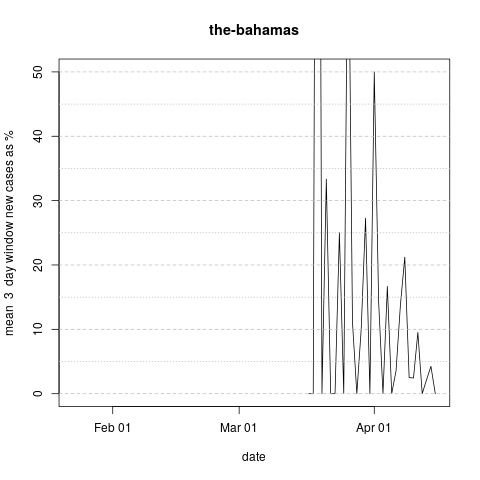 the-bahamas
mean  3  day window new cases as %
50
40
30
20
10
0
Feb 01
Mar 01
Apr 01
date